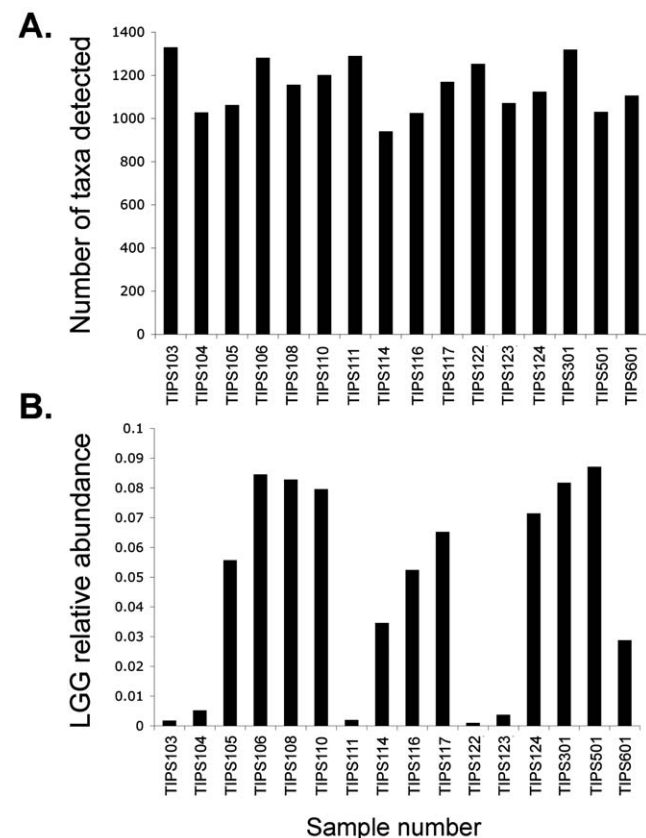 A.
Number of taxa detected
1400
1200
1000
800
600
400
200
0
TIPS103
TIPS104
TIPS105
TIPS106
TIPS108
TIPS110
TIPS111
TIPS114
TIPS116
TIPS117
TIPS122
TIPS123
TIPS124
TIPS301
TIPS501
TIPS601
B.
LGG relative abundance
0.1
0.09
0.08
0.07
0.06
0.05
0.04
0.03
0.02
0.01
0
TIPS103
TIPS104
TIPS105
TIPS106
TIPS108
TIPS110
TIPS111
TIPS114
TIPS116
TIPS117
TIPS122
TIPS123
TIPS124
TIPS301
TIPS501
TIPS601
Sample number